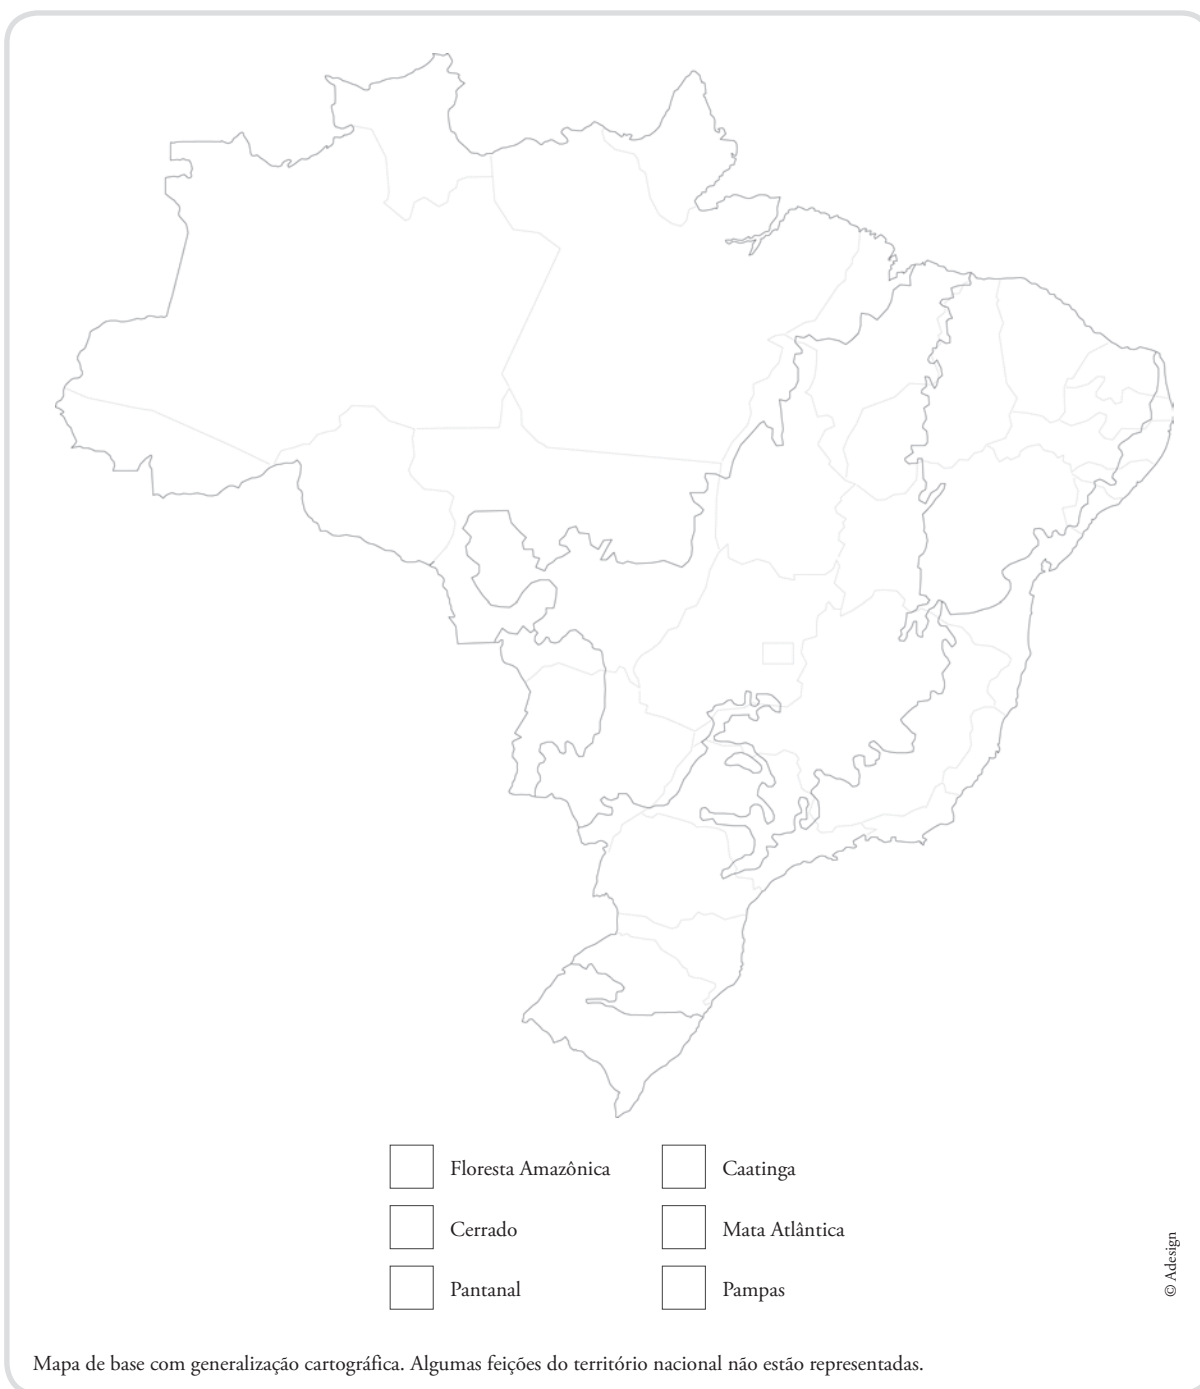 Floresta Amazônica
Caatinga
Cerrado
Mata Atlântica
Pantanal
Pampas
© Adesign
Mapa de base com generalização cartográfica. Algumas feições do território nacional não estão representadas.